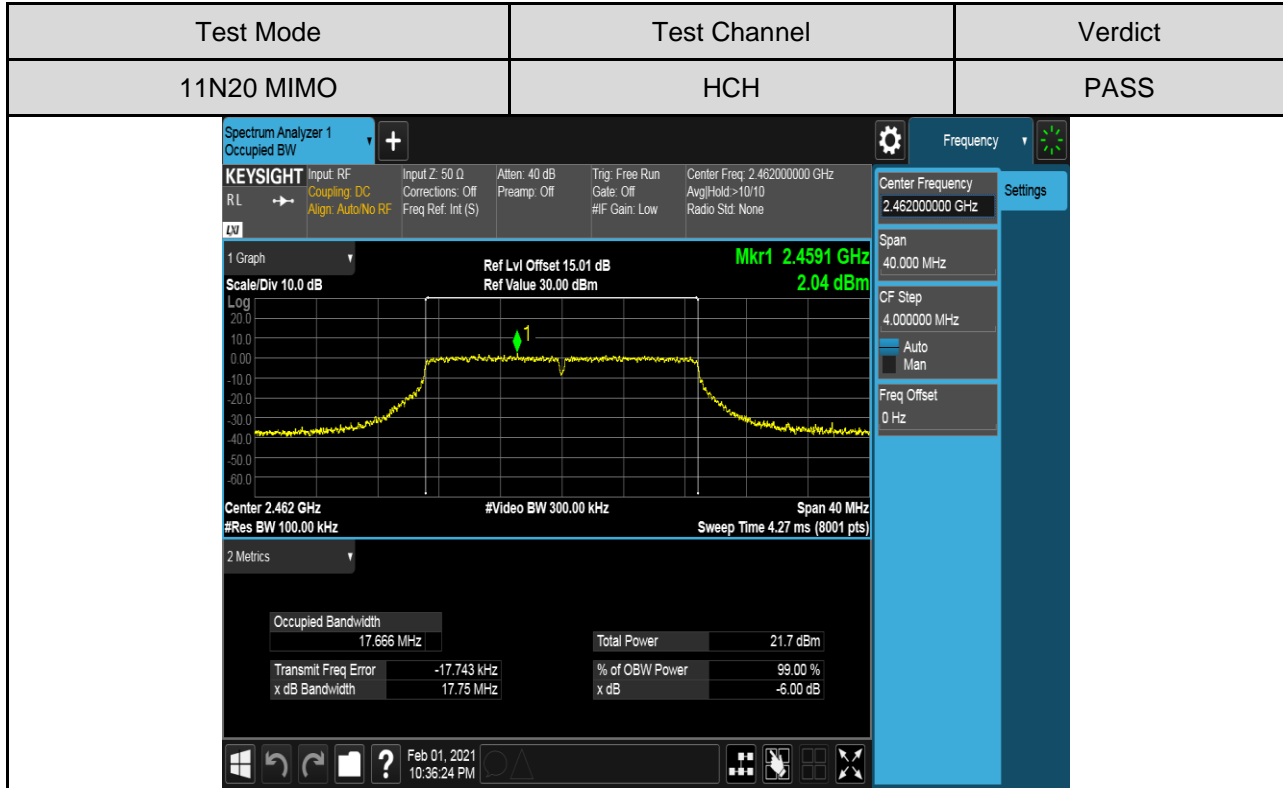 Test Mode Test Channel Verdict
11N20 MIMO HCH PASS
Spectrum Analyzer 1
Occupied BW
+
Frequency
KEYSIGHT Input: RF Input Z: 50 Ω Atten: 40 dB Trig: Free Run Center Freq: 2.462000000 GHz
RL Coupling: DC Corrections: Off Preamp: Off Gate: Off Avg|Hold:>10/10
Align: Auto/No RF Freq Ref: Int (S) #IF Gain: Low Radio Std: None
LXI
Center Frequency
2.462000000 GHz
Settings
Span
40.000 MHz
CF Step
4.000000 MHz
Auto
Man
Freq Offset
0 Hz
1 Graph Ref Lvl Offset 15.01 dB Mkr1 2.4591 GHz
Scale/Div 10.0 dB Ref Value 30.00 dBm 2.04 dBm
Log
20.0
10.0
0.00
-10.0
-20.0
-30.0
-40.0
-50.0
-60.0
1
Center 2.462 GHz #Video BW 300.00 kHz Span 40 MHz
#Res BW 100.00 kHz Sweep Time 4.27 ms (8001 pts)
2 Metrics
Occupied Bandwidth
17.666 MHz Total Power 21.7 dBm
Transmit Freq Error -17.743 kHz % of OBW Power 99.00 %
x dB Bandwidth 17.75 MHz x dB -6.00 dB
? Feb 01, 2021
10:36:24 PM